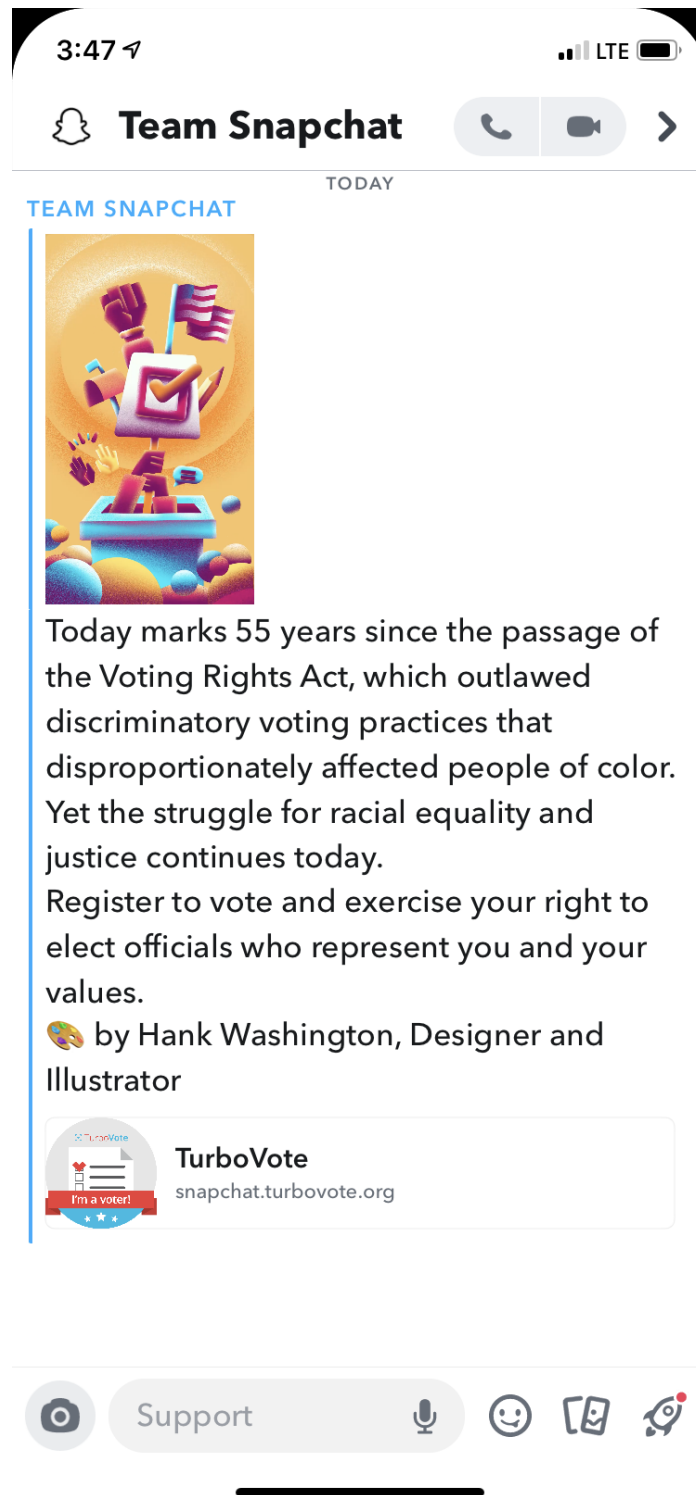 3:47
LTE
Team Snapchat
TODAY
TEAM SNAPCHAT
Today marks 55 years since the passage of
the Voting Rights Act, which outlawed
discriminatory voting practices that
disproportionately affected people of color.
Yet the struggle for racial equality and
justice continues today.
Register to vote and exercise your right to
elect officials who represent you and your
values.
🎨 by Hank Washington, Designer and
Illustrator
TurboVote
I'm a voter!
TurboVote
snapchat.turbovote.org
Support